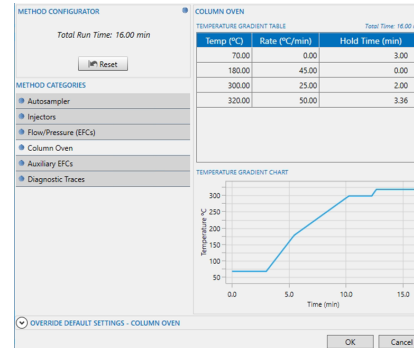 METHOD CONFIGURATOR
Total Run Time: 16.00 min
Reset
METHOD CATEGORIES
Autosampler
Injectors
Flow/Pressure (EFCs)
Column Oven
Auxiliary EFCs
Diagnostic Traces
COLUMN OVEN
TEMPERATURE GRADIENT TABLE Total Time: 16.00
Temp (ºC) Rate (ºC/min) Hold Time (min)
70.00 0.00 3.00
180.00 45.00 0.00
300.00 25.00 2.00
320.00 50.00 3.36
TEMPERATURE GRADIENT CHART
Temperature ºC
300
250
200
150
100
50
0.0 5.0 10.0 15.0
Time (min)
OVERRIDE DEFAULT SETTINGS - COLUMN OVEN
OK Cancel